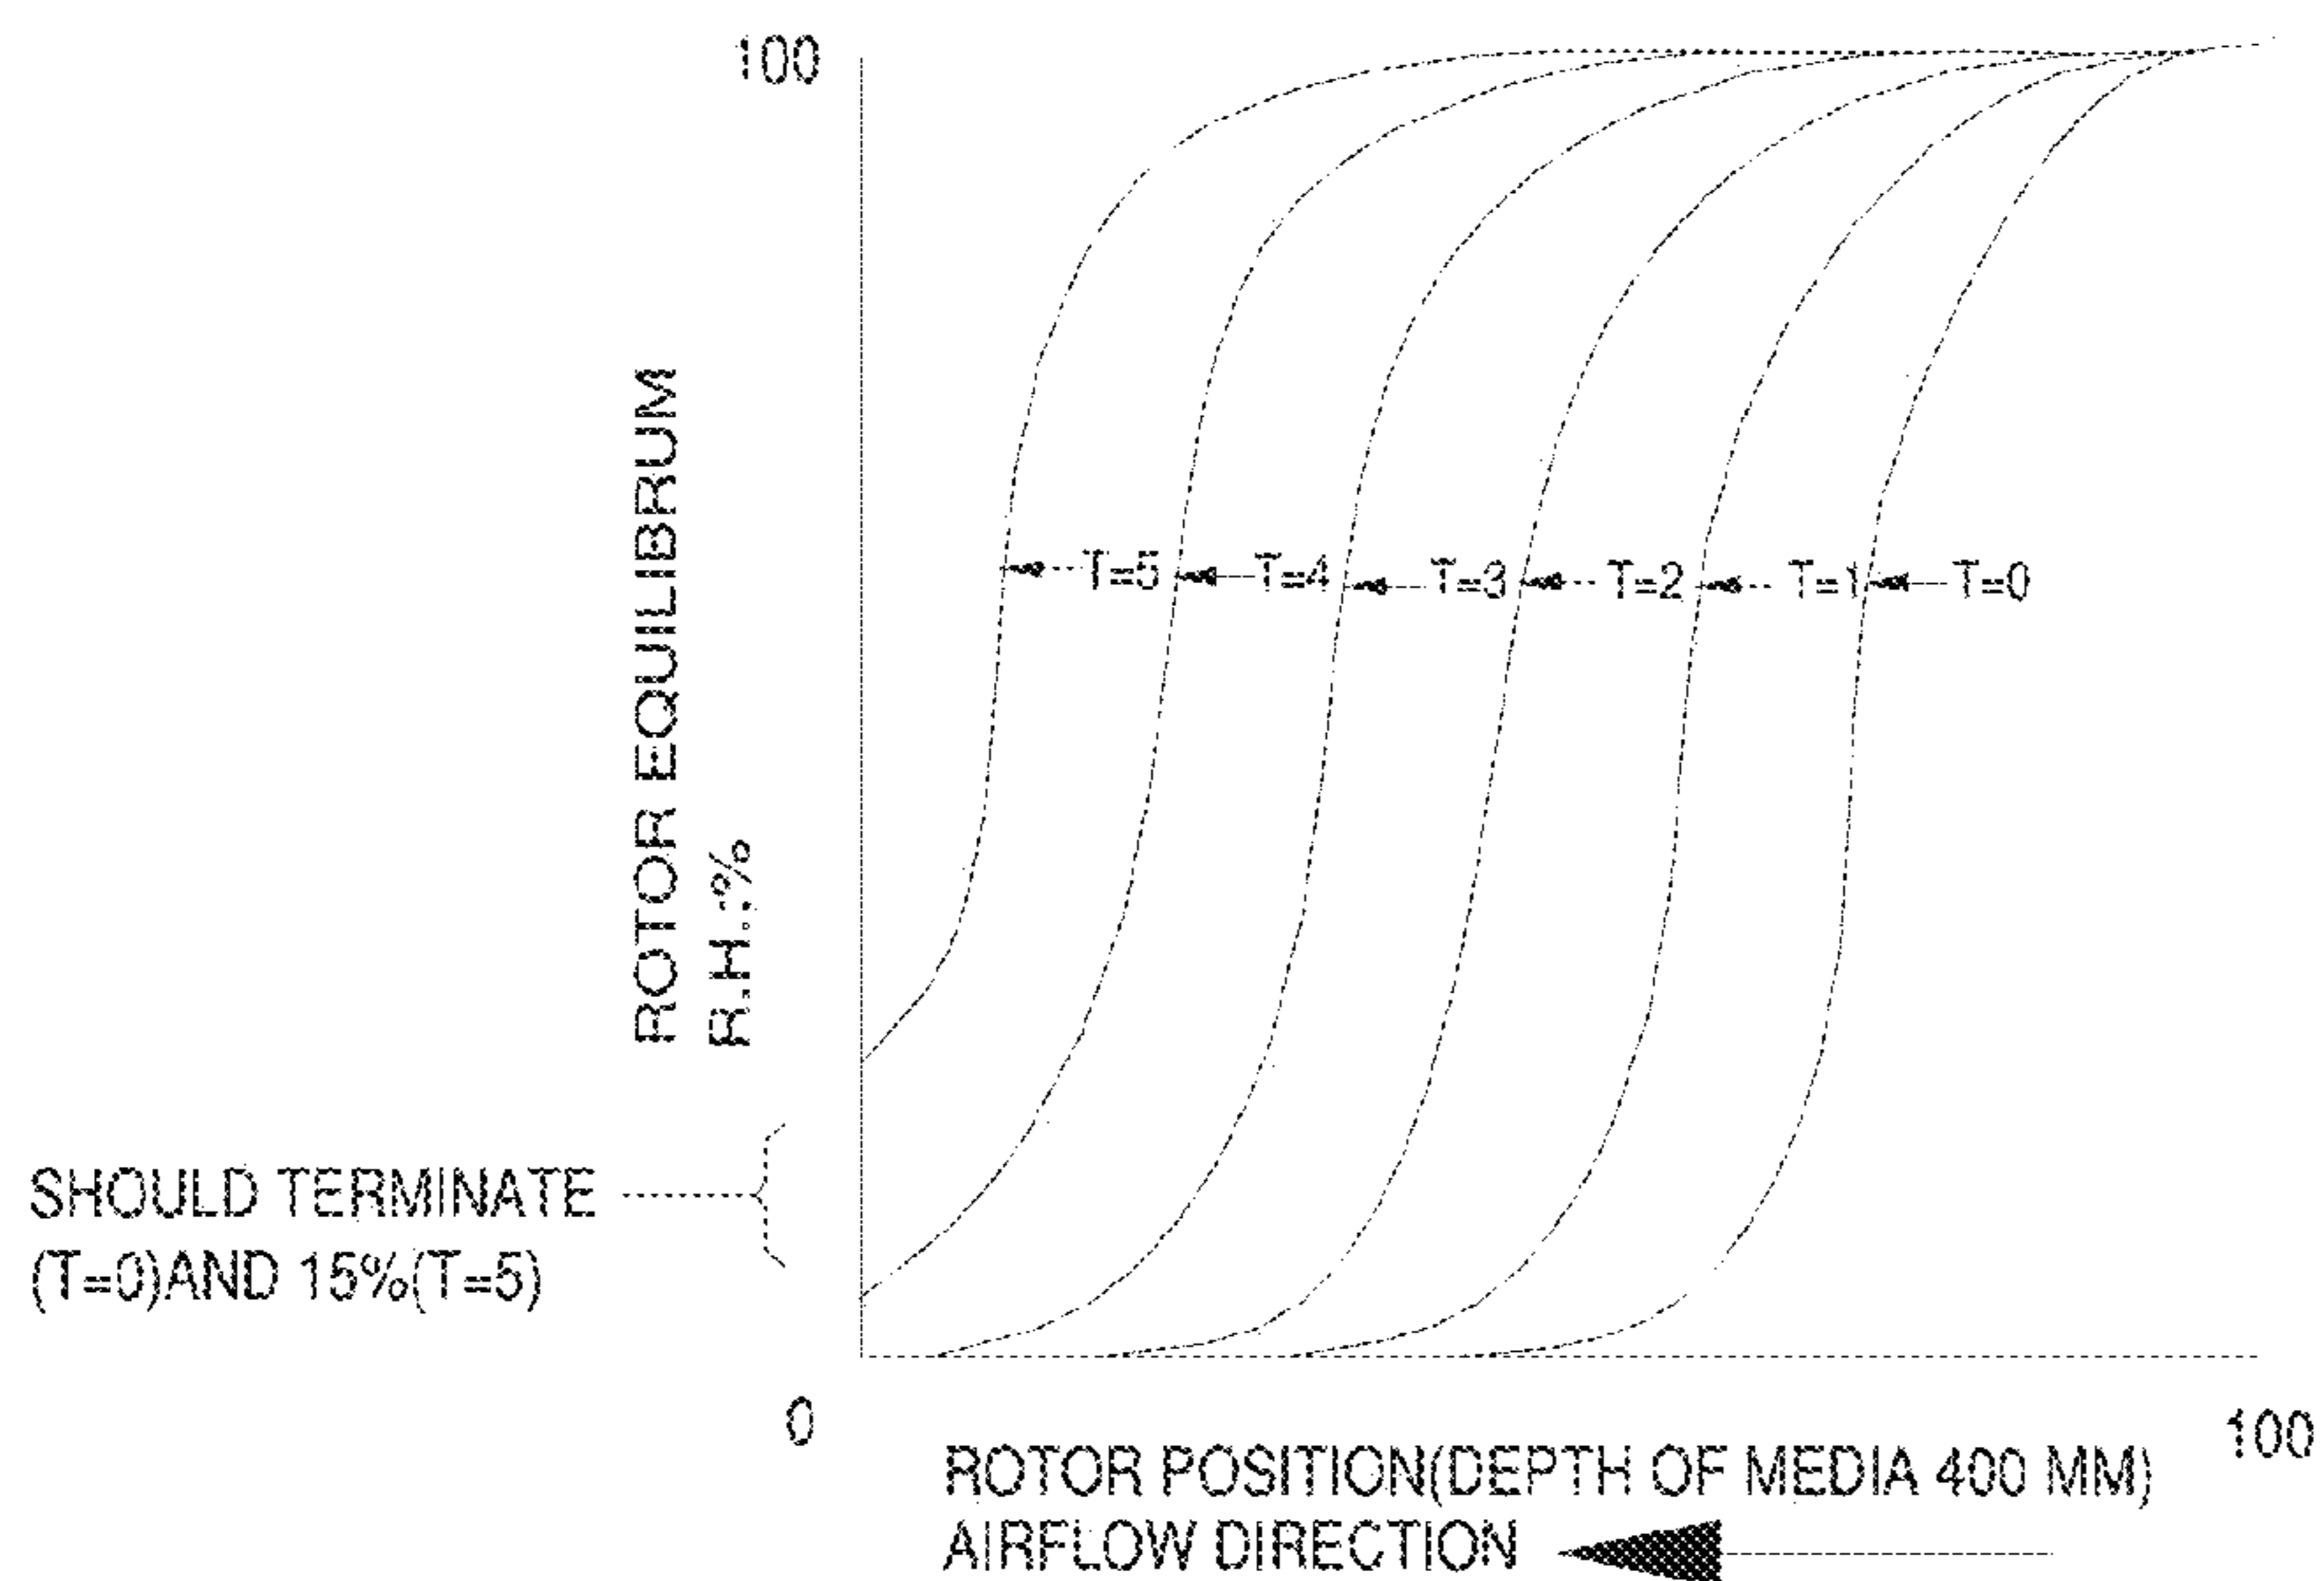 100
ROTOR EQUILIBRUM
R.H.:%
T=5
T=4
T=3
T=2
T=1
T=0
SHOULD TERMINATE
(T=0)AND 15%(T=5)
0
100
ROTOR POSITION(DEPTH OF MEDIA 400 MM)
AIRFLOW DIRECTION